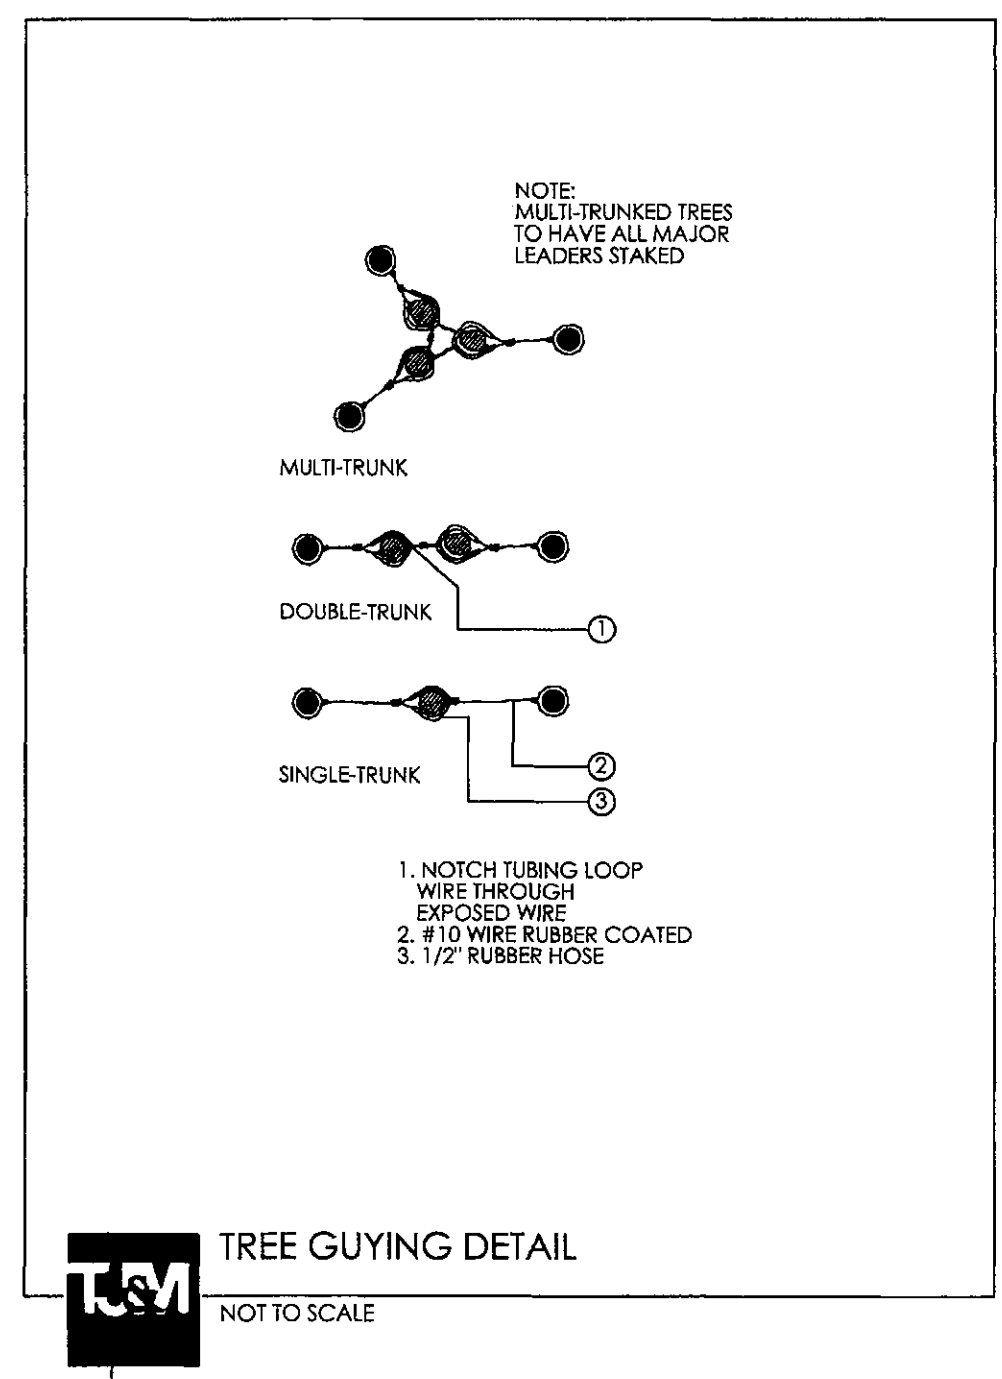 NOTE:
MULTI-TRUNKED TREES
TO HAVE ALL MAJOR
LEADERS STAKED
MULTI-TRUNK
DOUBLE-TRUNK
1
SINGLE-TRUNK
2
3
1. NOTCH TUBING LOOP
WIRE THROUGH
EXPOSED WIRE
2. #10 WIRE RUBBER COATED
3. 1/2" RUBBER HOSE
TREE GUYING DETAIL
TJ&M
NOT TO SCALE